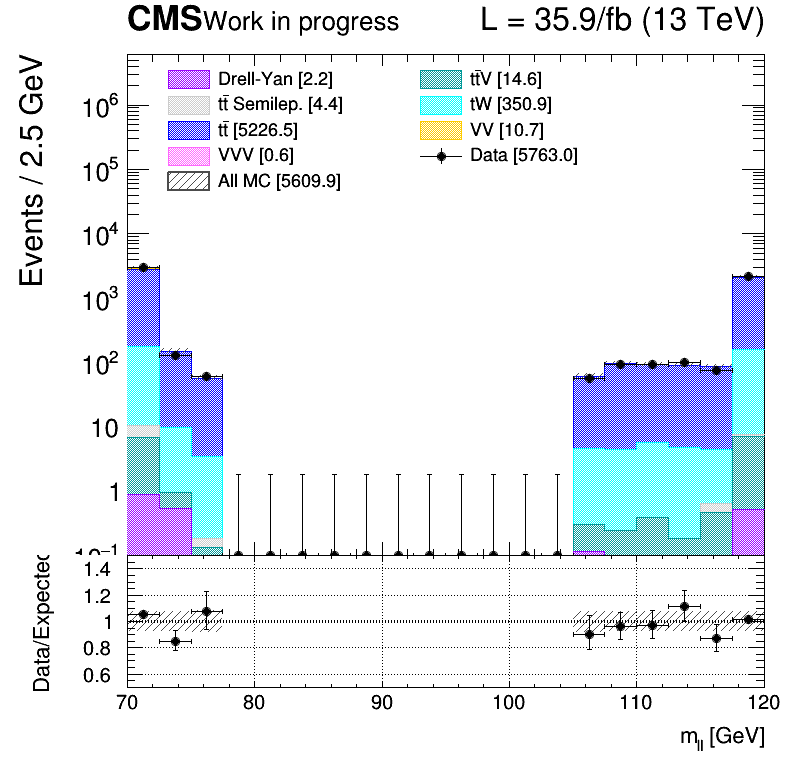 CMS Work in progress L = 35.9/fb (13 TeV)
Events / 2.5 GeV
Drell-Yan [2.2]
tt̄ Semilep. [4.4]
tt̄ [5226.5]
VVV [0.6]
All MC [5609.9]
tt̄V [14.6]
tW [350.9]
VV [10.7]
Data [5763.0]
10⁶
10⁵
10⁴
10³
10²
10
1
10⁻¹
Data/Expected
1.4
1.2
1
0.8
0.6
70 80 90 100 110 120
m_ll [GeV]